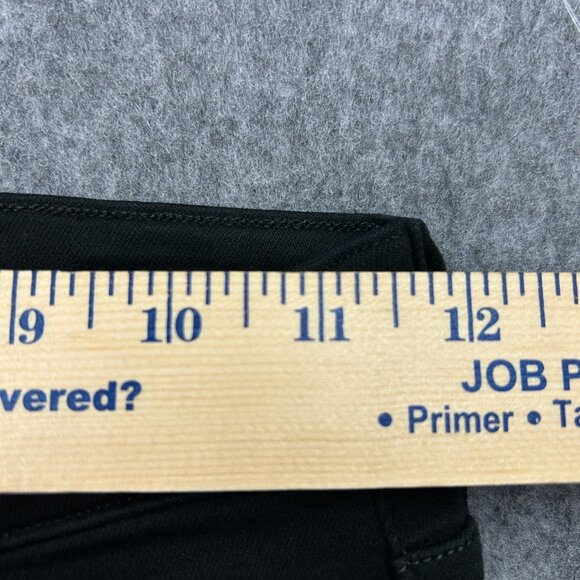 9 10 11 12
vered? JOB P
• Primer • Ta